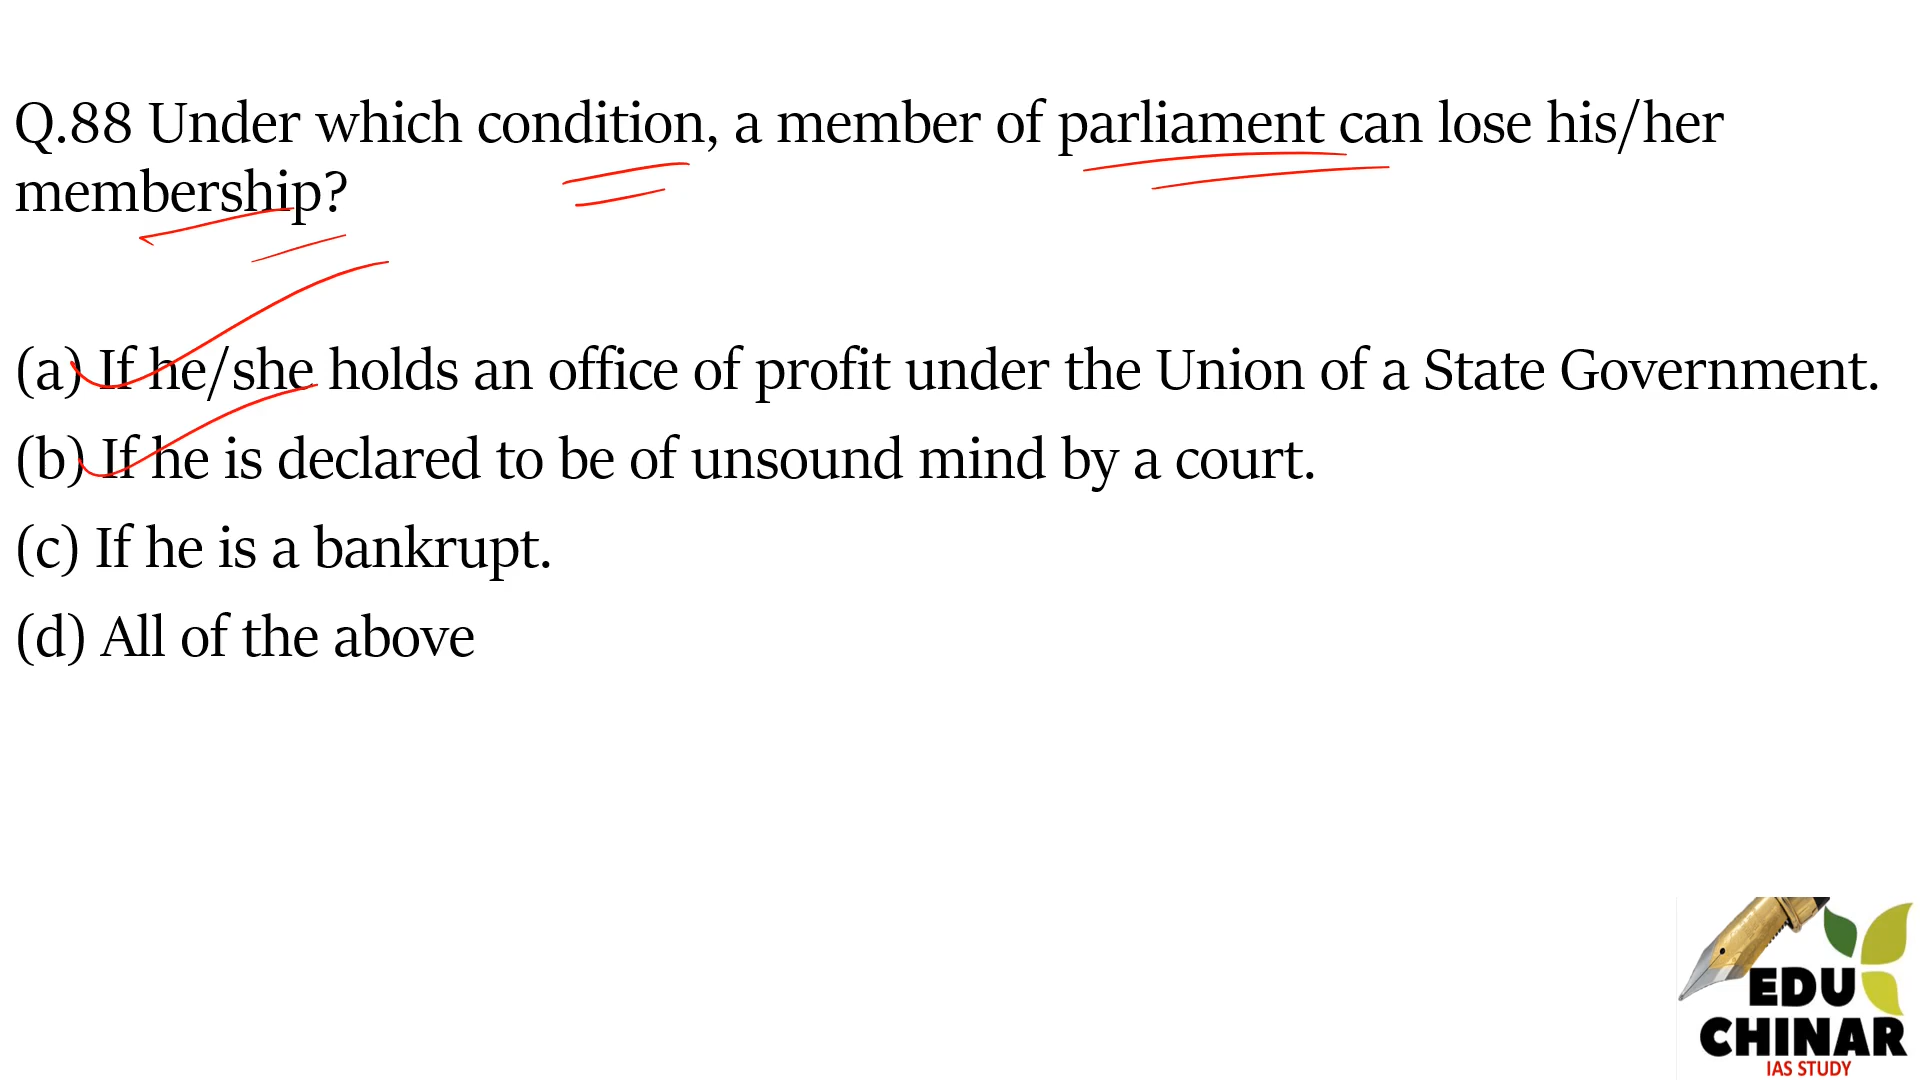 Q.88 Under which condition, a member of parliament can lose his/her
membership?
(a) If he/she holds an office of profit under the Union of a State Government.
(b) If he is declared to be of unsound mind by a court.
(c) If he is a bankrupt.
(d) All of the above
EDU
CHINAR
IAS STUDY